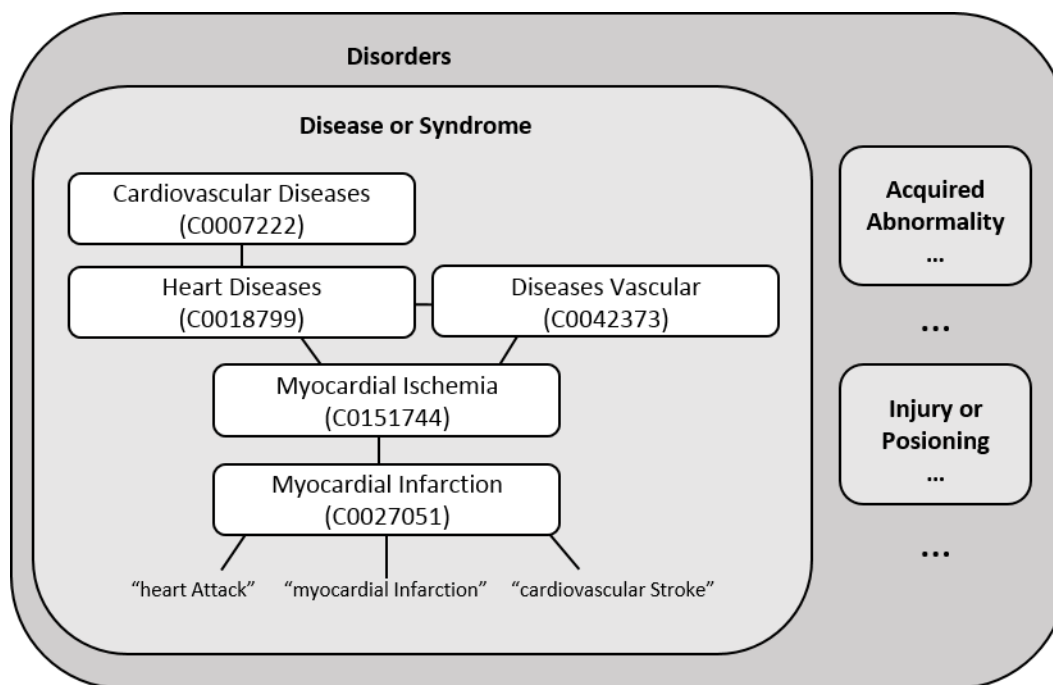 Disorders
Disease or Syndrome
Cardiovascular Diseases
(C0007222)
Heart Diseases
(C0018799)
Diseases Vascular
(C0042373)
Myocardial Ischemia
(C0151744)
Myocardial Infarction
(C0027051)
“heart Attack”
“myocardial Infarction”
“cardiovascular Stroke”
Acquired
Abnormality
...
...
Injury or
Posioning
...
...